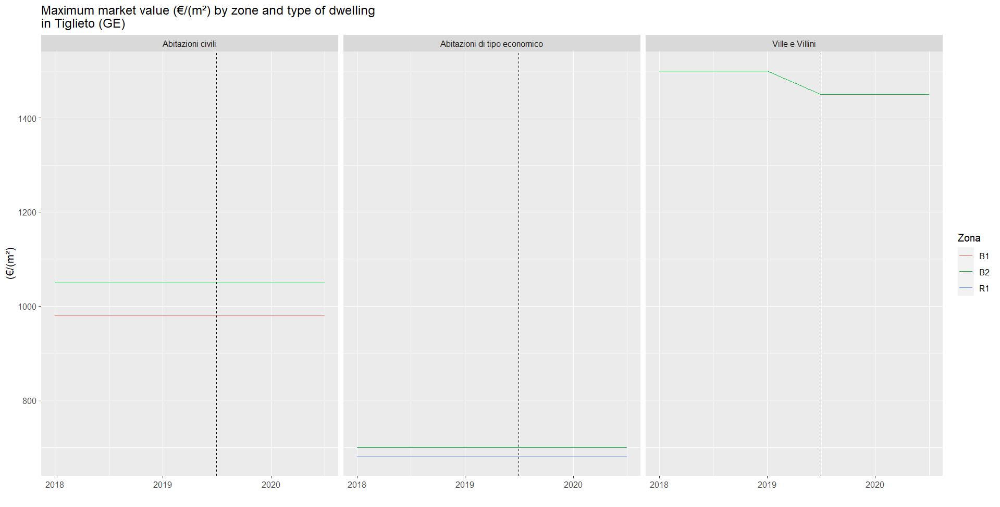 Maximum market value (€/(m²) by zone and type of dwelling
in Tiglieto (GE)
Abitazioni civili
Abitazioni di tipo economico
Ville e Villini
(€/(m²)
1400
1200
1000
800
2018
2019
2020
2018
2019
2020
2018
2019
2020
Zona
B1
B2
R1